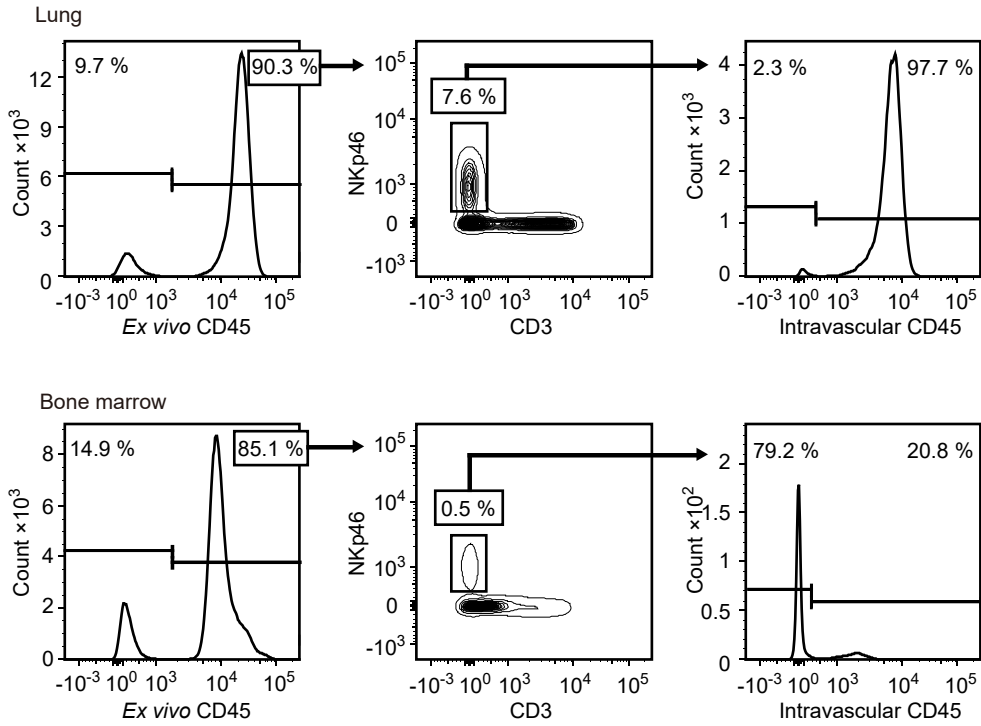 Lung
9.7 %
90.3 %
Count ×10³
12
9
6
3
0
-10⁻³ 10⁰ 10³ 10⁴ 10⁵
Ex vivo CD45
7.6 %
NKp46
10⁵
10⁴
10³
0
-10³
-10⁻³ 10⁰ 10³ 10⁴ 10⁵
CD3
2.3 %
97.7 %
Count ×10³
4
3
2
1
0
-10⁻³ 10⁰ 10³ 10⁴ 10⁵
Intravascular CD45
Bone marrow
14.9 %
85.1 %
Count ×10³
8
6
4
2
0
-10⁻³ 10⁰ 10³ 10⁴ 10⁵
Ex vivo CD45
0.5 %
NKp46
10⁵
10⁴
10³
0
-10³
-10⁻³ 10⁰ 10³ 10⁴ 10⁵
CD3
79.2 %
20.8 %
Count ×10²
2
1.5
1
0.5
0
-10⁻³ 10⁰ 10³ 10⁴ 10⁵
Intravascular CD45